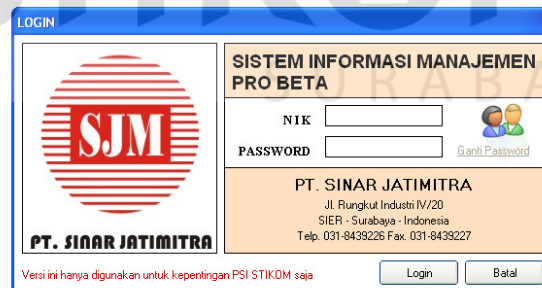 LOGIN
SISTEM INFORMASI MANAJEMEN
PRO BETA
SJM
PT. SINAR JATIMITRA
NIK
PASSWORD
Ganti Password
PT. SINAR JATIMITRA
Jl. Rungkut Industri IV/20
SIER - Surabaya - Indonesia
Telp. 031-8439226 Fax. 031-8439227
Versi ini hanya digunakan untuk kepentingan PSI STIKOM saja
Login
Batal